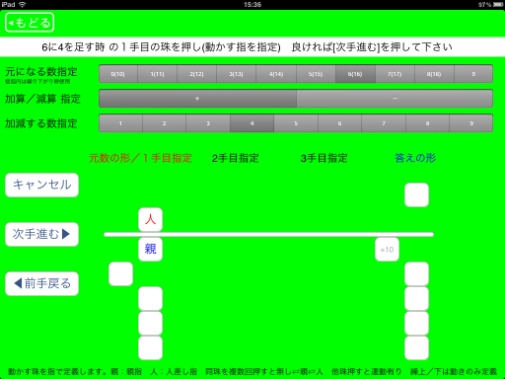 iPad 15:36 97%
もどる
6に4を足す時 の１手目の珠を押し(動かす指を指定)　良ければ[次手進む]を押して下さい
元になる数指定 0(10) 1(11) 2(12) 3(13) 4(14) 5(15) 6(16) 7(17) 8(18) 9
加算／減算 指定 + −
加減する数指定 1 2 3 4 5 6 7 8 9
元数の形／１手目指定 2手目指定 3手目指定 答えの形
キャンセル
人
次手進む▶
親 +10
◀前手戻る
動かす珠を指で定義します。親：親指　人：人差し指　同珠を複数回押すと無し⇄親⇄人　他珠押すと連動有り　繰上／下は動きのみ定義